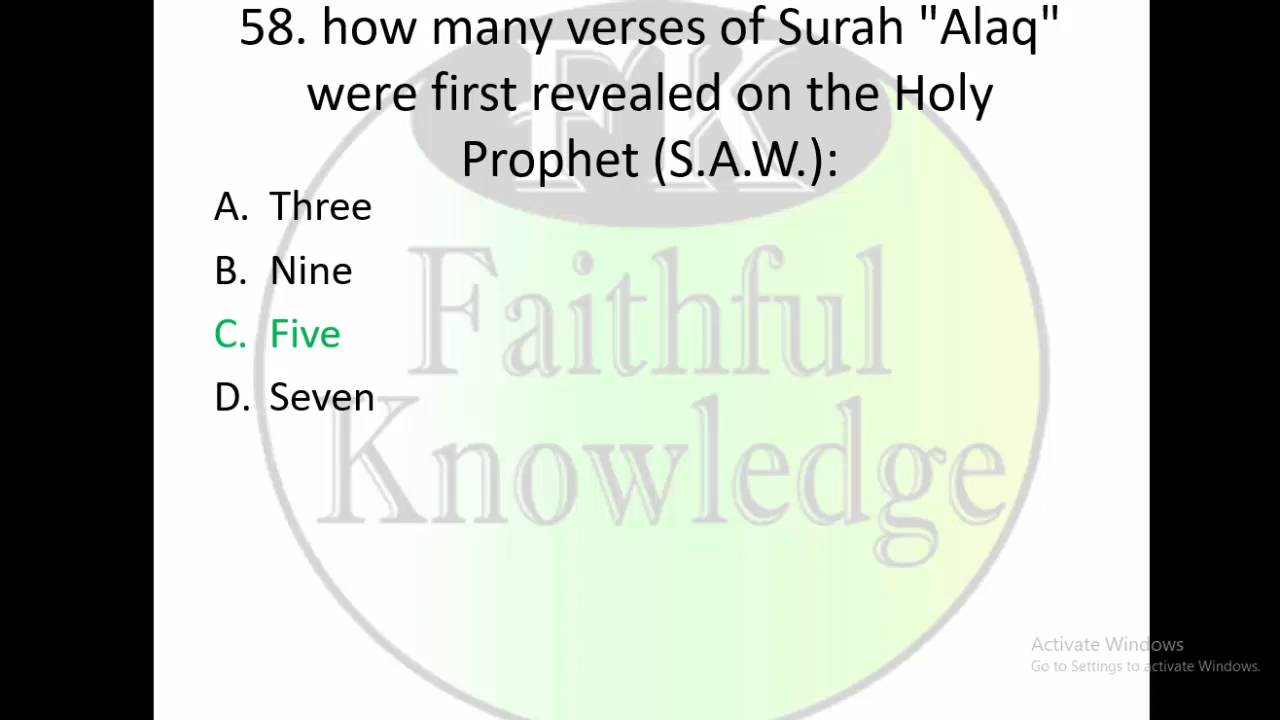 58. how many verses of Surah "Alaq"
were first revealed on the Holy
Prophet (S.A.W.):
A. Three
B. Nine
C. Five
D. Seven
FK
Faithful
Knowledge
Activate Windows
Go to Settings to activate Windows.